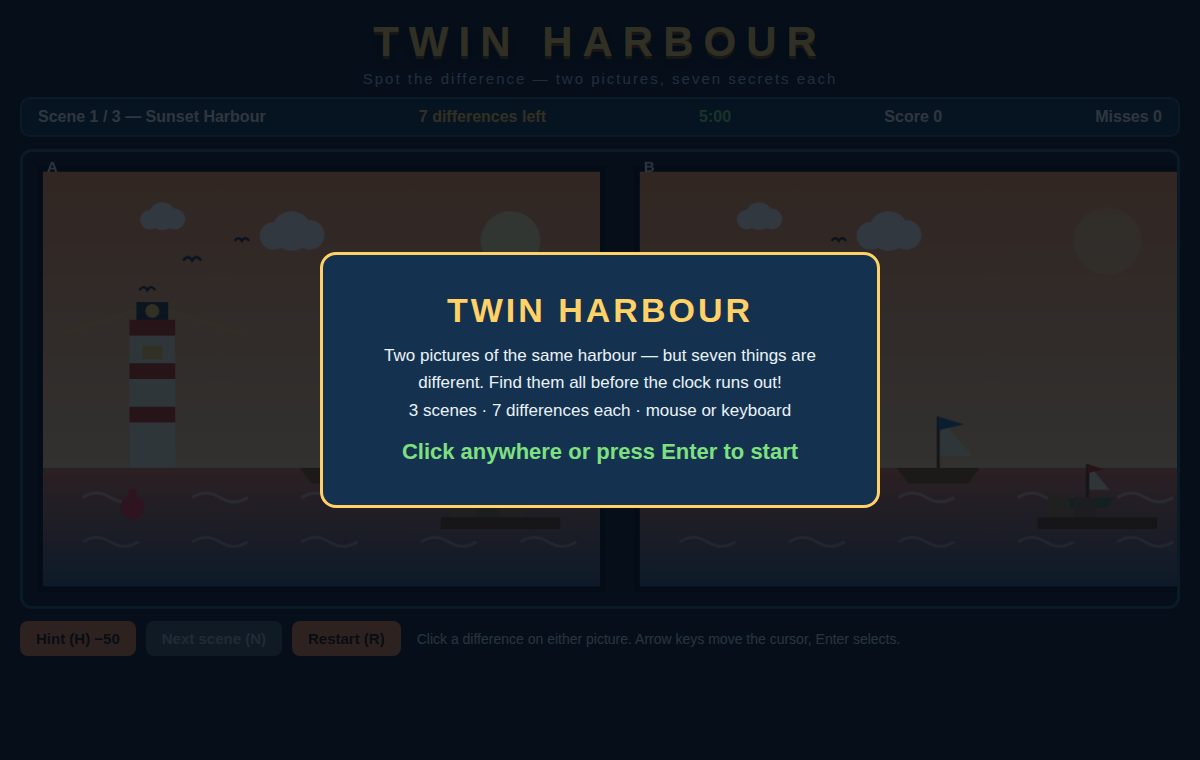 TWIN HARBOUR
Spot the difference — two pictures, seven secrets each
Scene 1 / 3 — Sunset Harbour
7 differences left
5:00
Score 0
Misses 0
A
B
TWIN HARBOUR
Two pictures of the same harbour — but seven things are
different. Find them all before the clock runs out!
3 scenes · 7 differences each · mouse or keyboard
Click anywhere or press Enter to start
Hint (H) −50
Next scene (N)
Restart (R)
Click a difference on either picture. Arrow keys move the cursor, Enter selects.